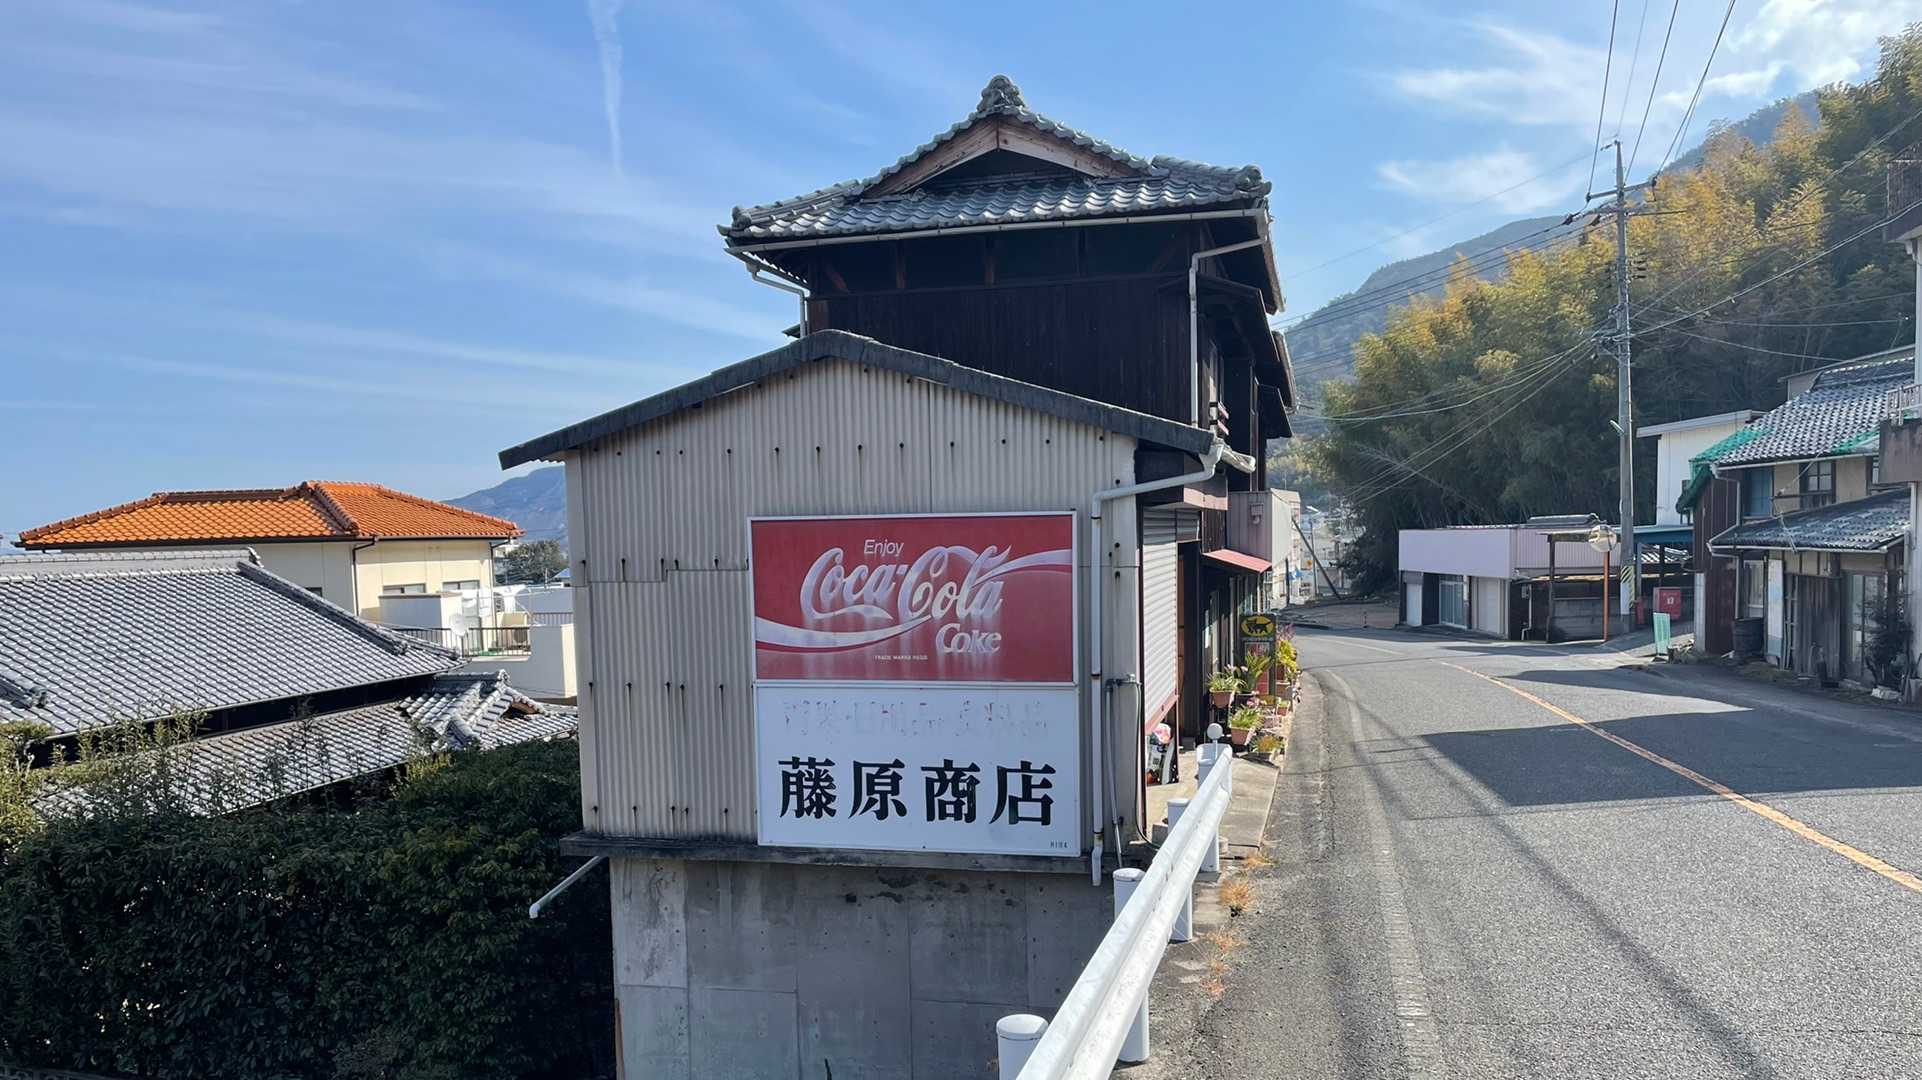 Enjoy
Coca-Cola
Coke
TRADE MARKS REGD.
藤原商店